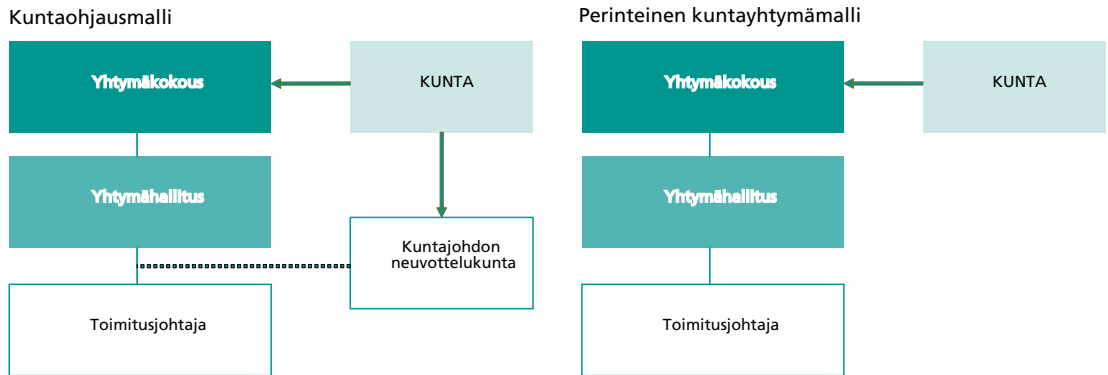 Kuntaohjausmalli
Yhtymäkokous
KUNTA
Yhtymähallitus
Kuntajohdon
neuvottelukunta
Toimitusjohtaja
Perinteinen kuntayhtymämalli
Yhtymäkokous
KUNTA
Yhtymähallitus
Toimitusjohtaja